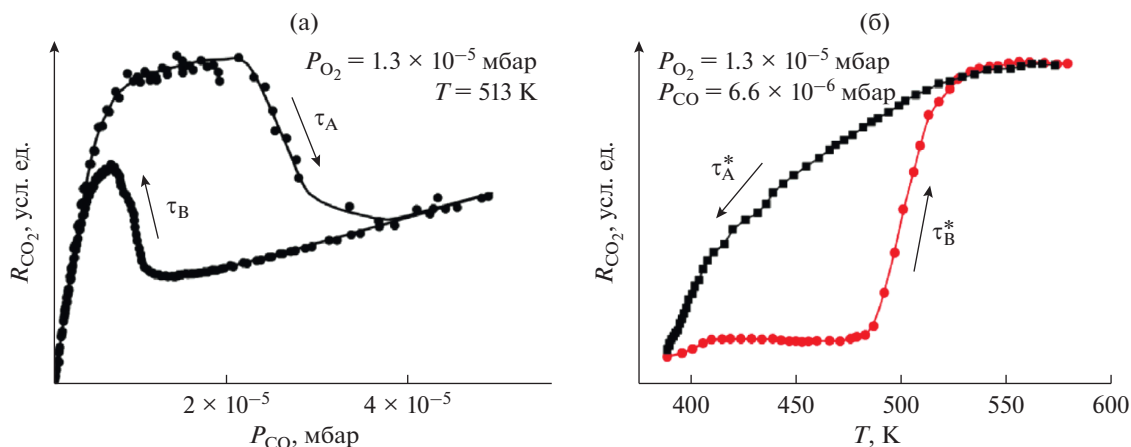 (а)
P_O₂ = 1.3 × 10⁻⁵ мбар
T = 513 K
τ_A
τ_B
R_CO₂, усл. ед.
2 × 10⁻⁵
4 × 10⁻⁵
P_CO, мбар
(б)
P_O₂ = 1.3 × 10⁻⁵ мбар
P_CO = 6.6 × 10⁻⁶ мбар
τ*_A
τ*_B
R_CO₂, усл. ед.
400
450
500
550
600
T, K